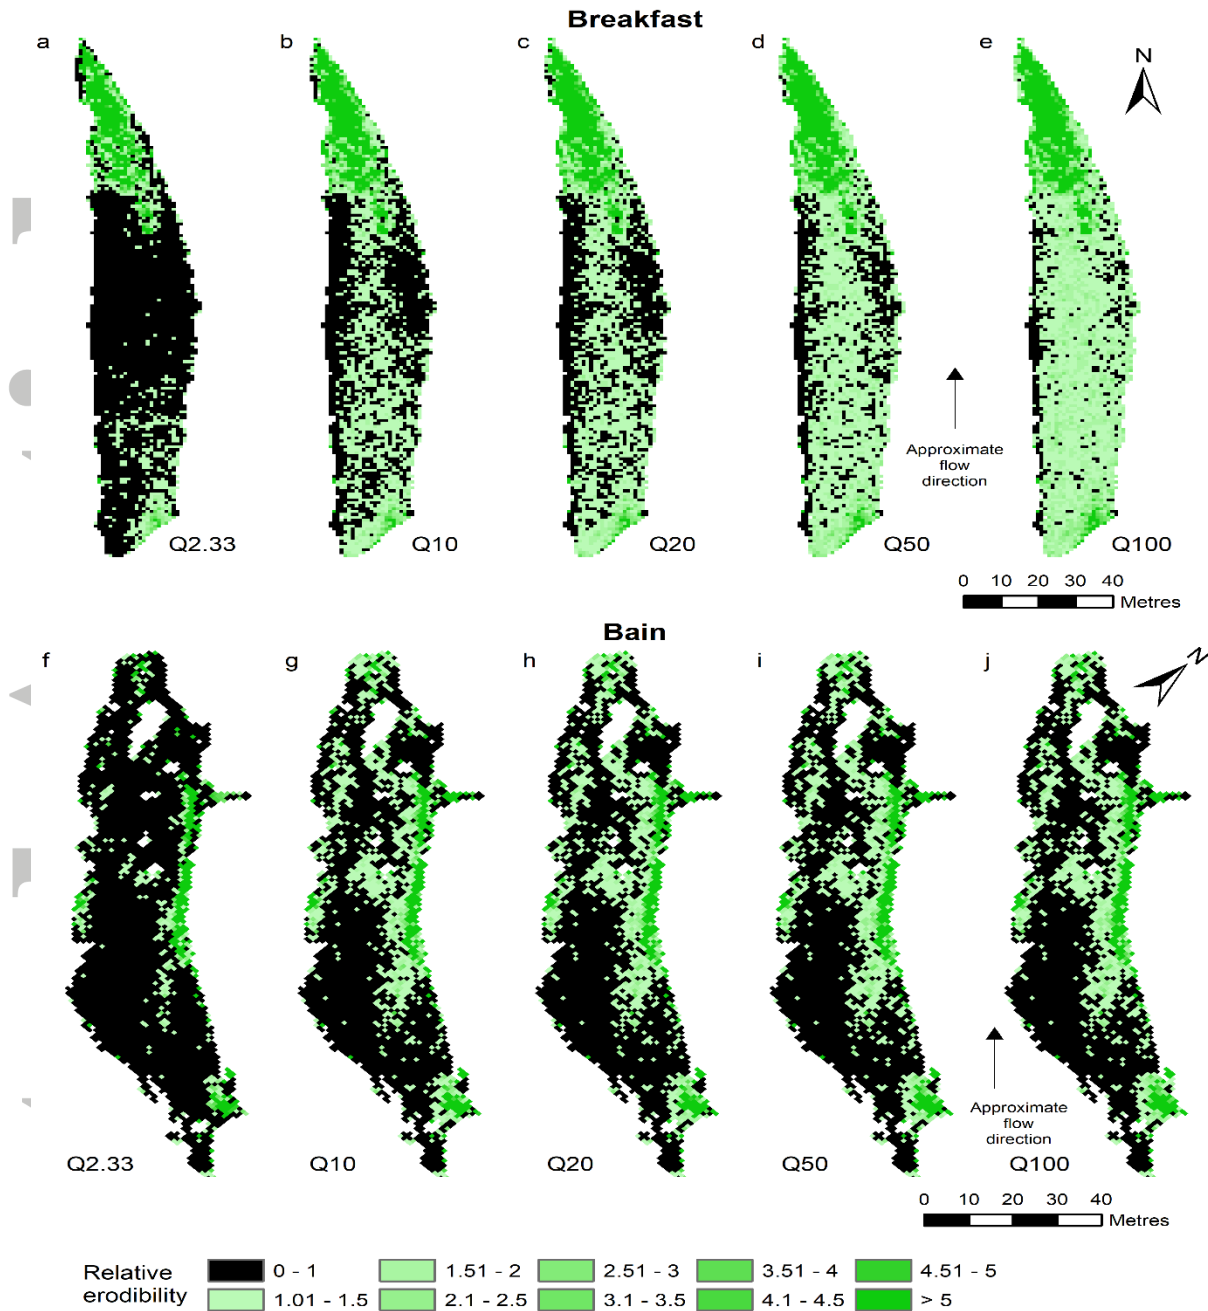 Breakfast
a b c d e
N
Approximate
flow
direction
Q2.33 Q10 Q20 Q50 Q100
0 10 20 30 40
Metres
Bain
f g h i j
N
Approximate
flow
direction
Q2.33 Q10 Q20 Q50 Q100
0 10 20 30 40
Metres
Relative
erodibility
0 - 1 1.51 - 2 2.51 - 3 3.51 - 4 4.51 - 5
1.01 - 1.5 2.1 - 2.5 3.1 - 3.5 4.1 - 4.5 > 5